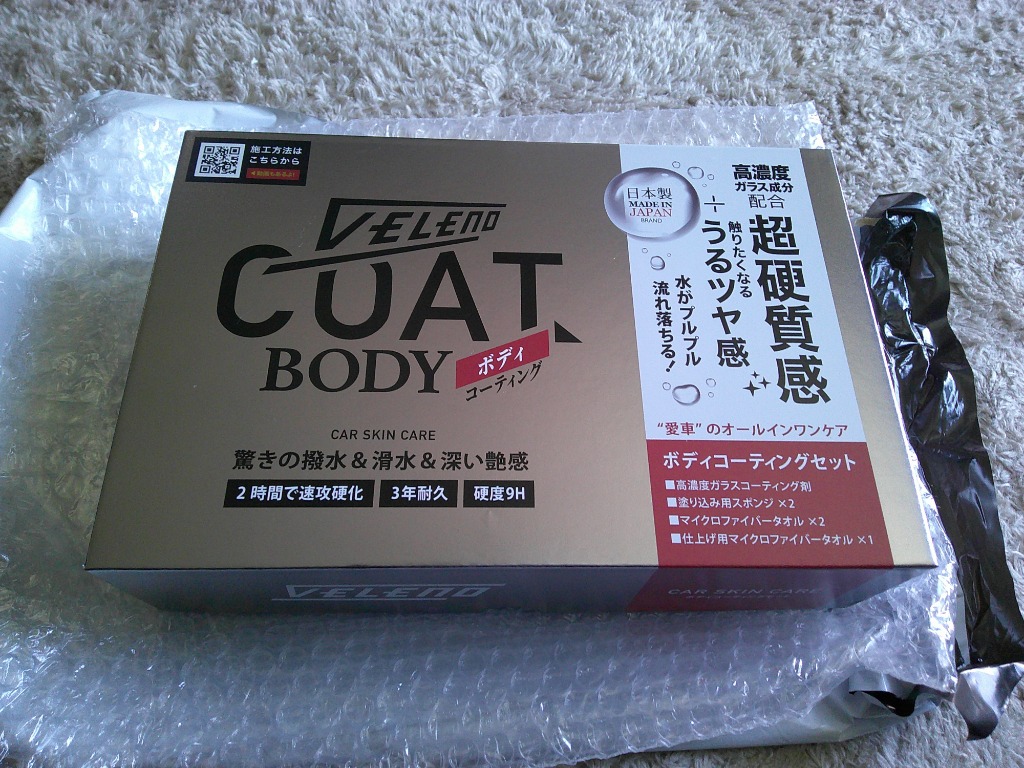 施工方法は
こちらから
◀動画もあるよ!
VELENO
COAT
BODY
ボディ
コーティング
CAR SKIN CARE
驚きの撥水&滑水&深い艶感
2時間で速攻硬化
3年耐久
硬度9H
日本製
MADE IN
JAPAN
BRAND
高濃度
ガラス成分
配合
超硬質感
+
触りたくなる
うるツヤ感
水がプルプル
流れ落ちる!
“愛車”のオールインワンケア
ボディコーティングセット
■高濃度ガラスコーティング剤
■塗り込み用スポンジ ×2
■マイクロファイバータオル ×2
■仕上げ用マイクロファイバータオル ×1
VELENO
CAR SKIN CARE